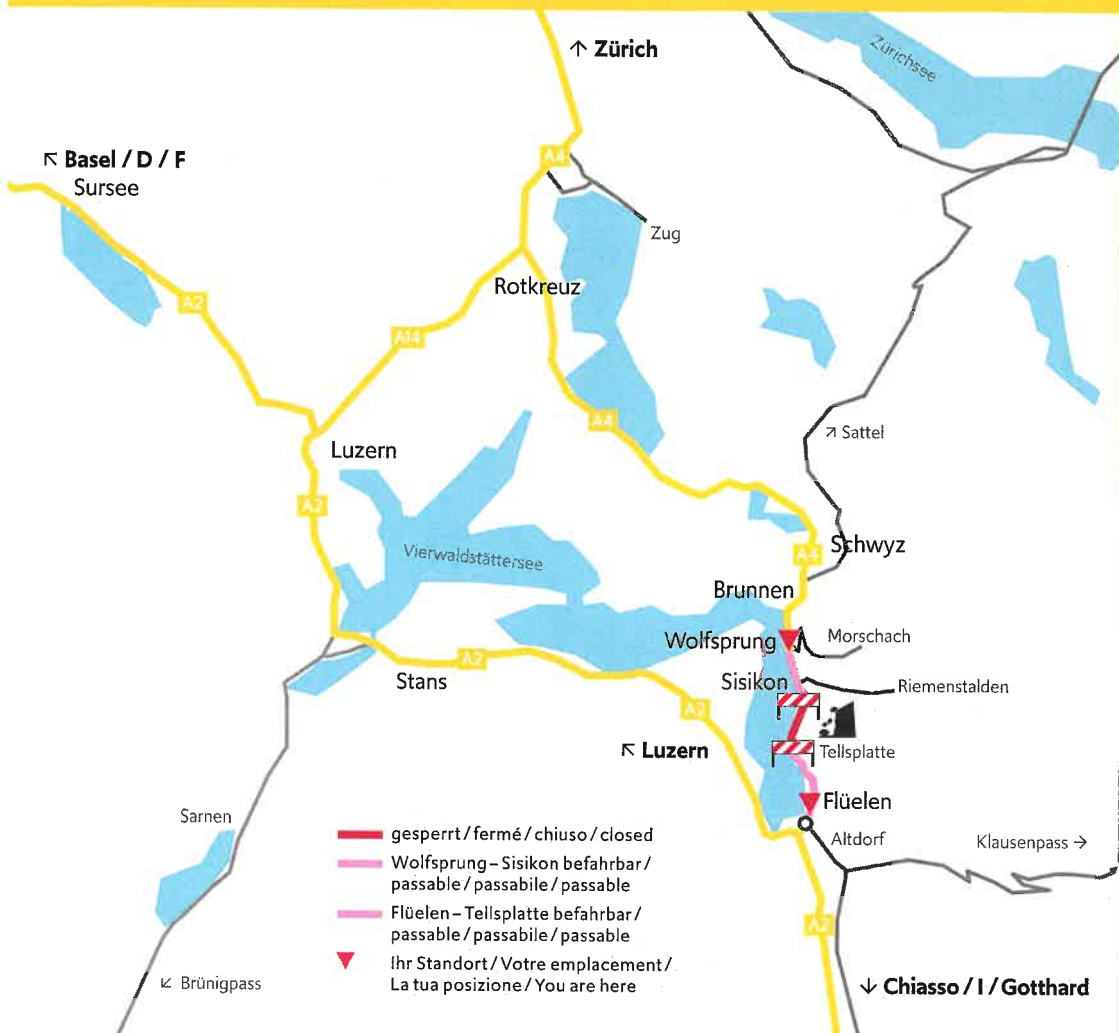 ↑ Zürich
Zürichsee
↖ Basel / D / F
Sursee
A4
Zug
Rotkreuz
A2
A14
A4
↗ Sattel
Luzern
A2
Schwyz
A4
Vierwaldstättersee
Brunnen
Wolfsprung
Morschach
A2
Stans
Sisikon
Riemenstalden
A2
↖ Luzern
Tellsplatte
Flüelen
Sarnen
Altdorf
Klausenpass →
gesperrt / fermé / chiuso / closed
Wolfsprung – Sisikon befahrbar /
passable / passabile / passable
Flüelen – Tellsplatte befahrbar /
passable / passabile / passable
A2
Ihr Standort / Votre emplacement /
La tua posizione / You are here
↙ Brünigpass
↓ Chiasso / I / Gotthard